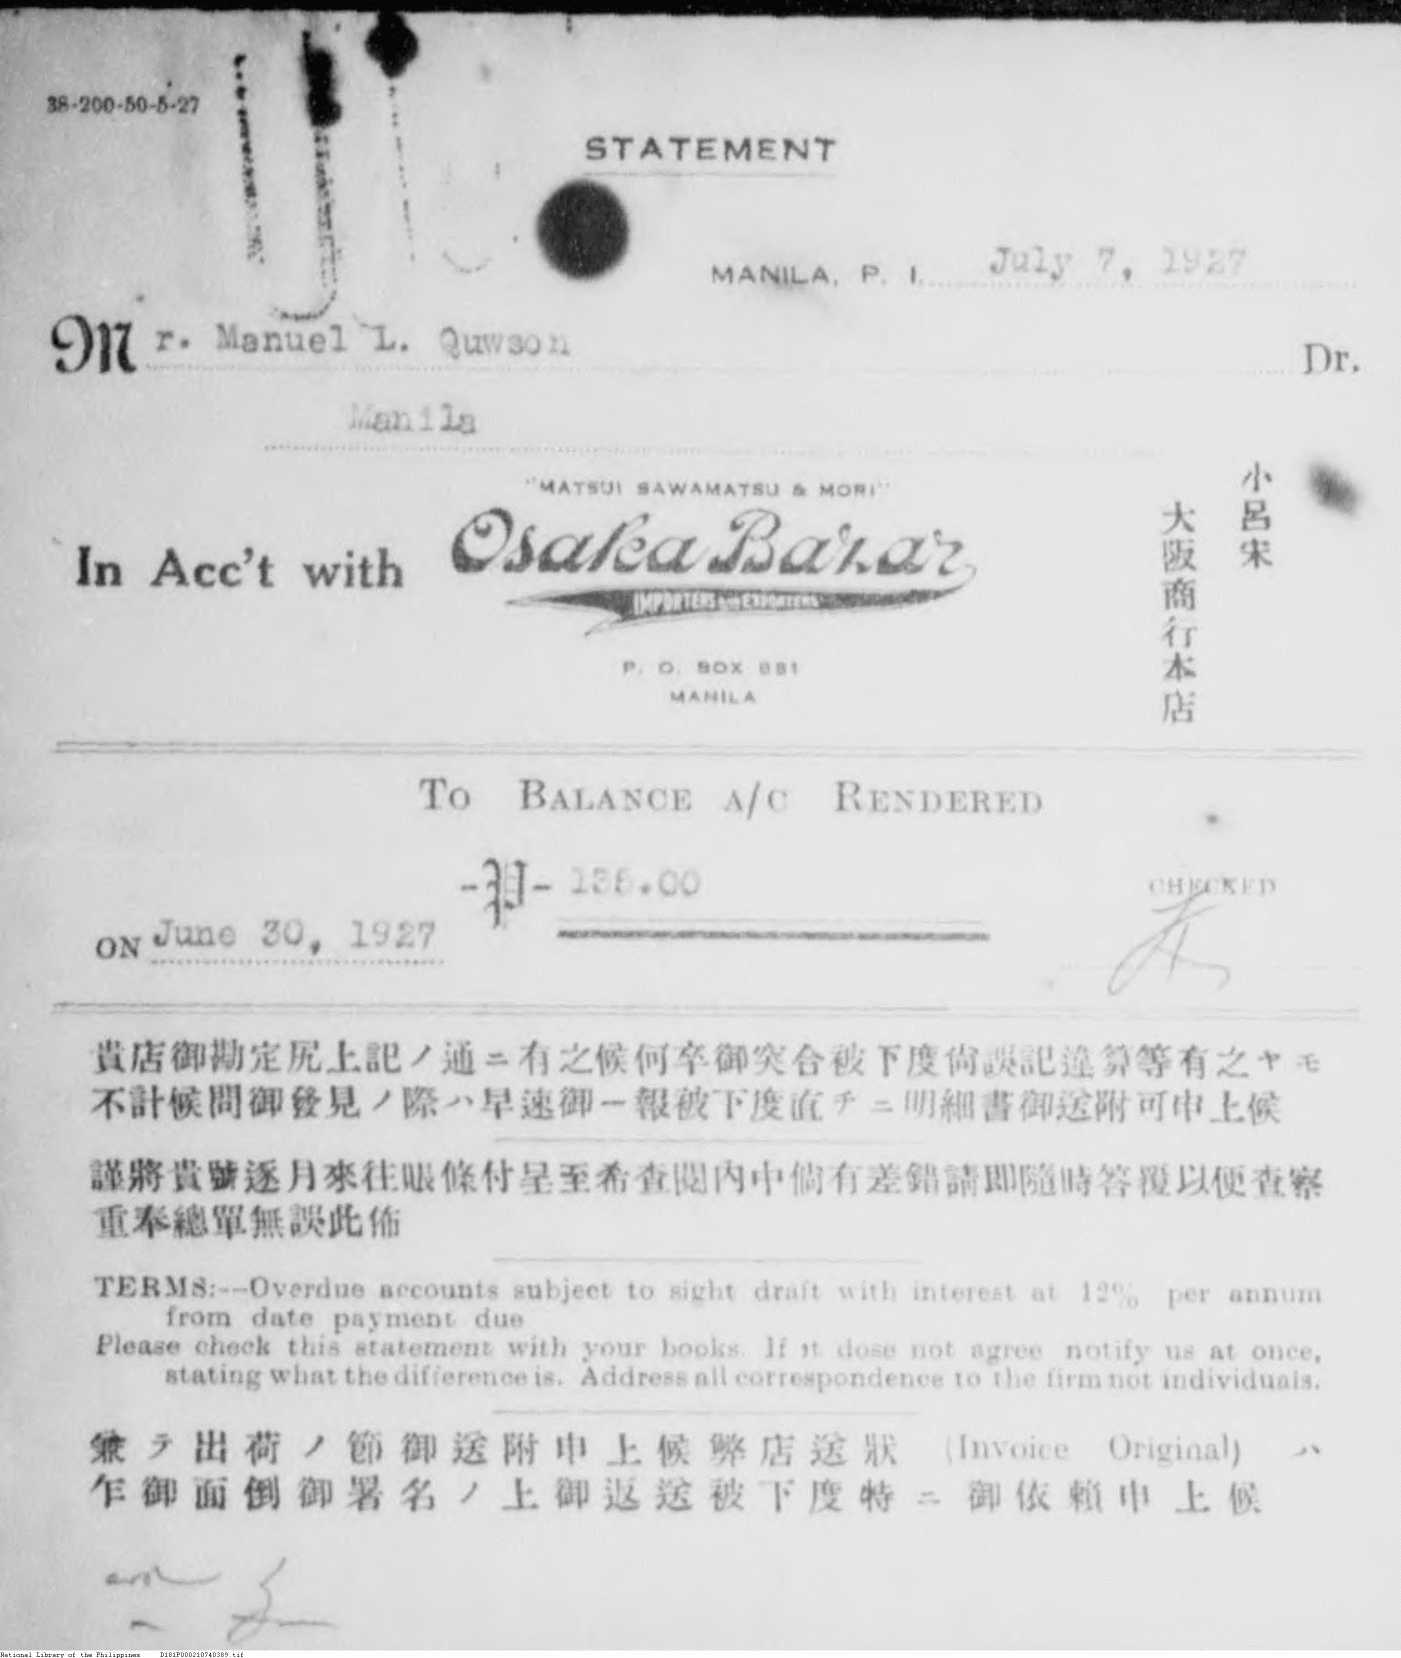 38-200-50-5-27
STATEMENT
MANILA, P. I. July 7, 1927
Mr. Manuel L. Quwson Dr.
Manila
"MATSUI SAWAMATSU & MORI"
In Acc't with Osaka Bazar
IMPORTERS AND EXPORTERS
P. O. BOX 881
MANILA
小呂宋
大阪商行本店
TO BALANCE A/C RENDERED
-P-
CHECKED
ON June 30, 1927
貴店御勘定尻上記ノ通ニ有之候何卒御突合被下度尙誤記違算等有之ヤモ
不計候間御發見ノ際ハ早速御一報被下度直チニ明細書御送附可申上候
謹將貴號逐月來往賬條付呈至希查閱內中倘有差錯請即隨時答覆以便查察
重奉總單無誤此佈
TERMS:--Overdue accounts subject to sight draft with interest at 12% per annum
from date payment due
Please check this statement with your books. If it dose not agree notify us at once,
stating what the difference is. Address all correspondence to the firm not individuals.
兼テ出荷ノ節御送附申上候弊店送狀 (Invoice Original) ハ
乍御面倒御署名ノ上御返送被下度特ニ御依賴申上候
National Library of the Philippines D181P000210740389.tif